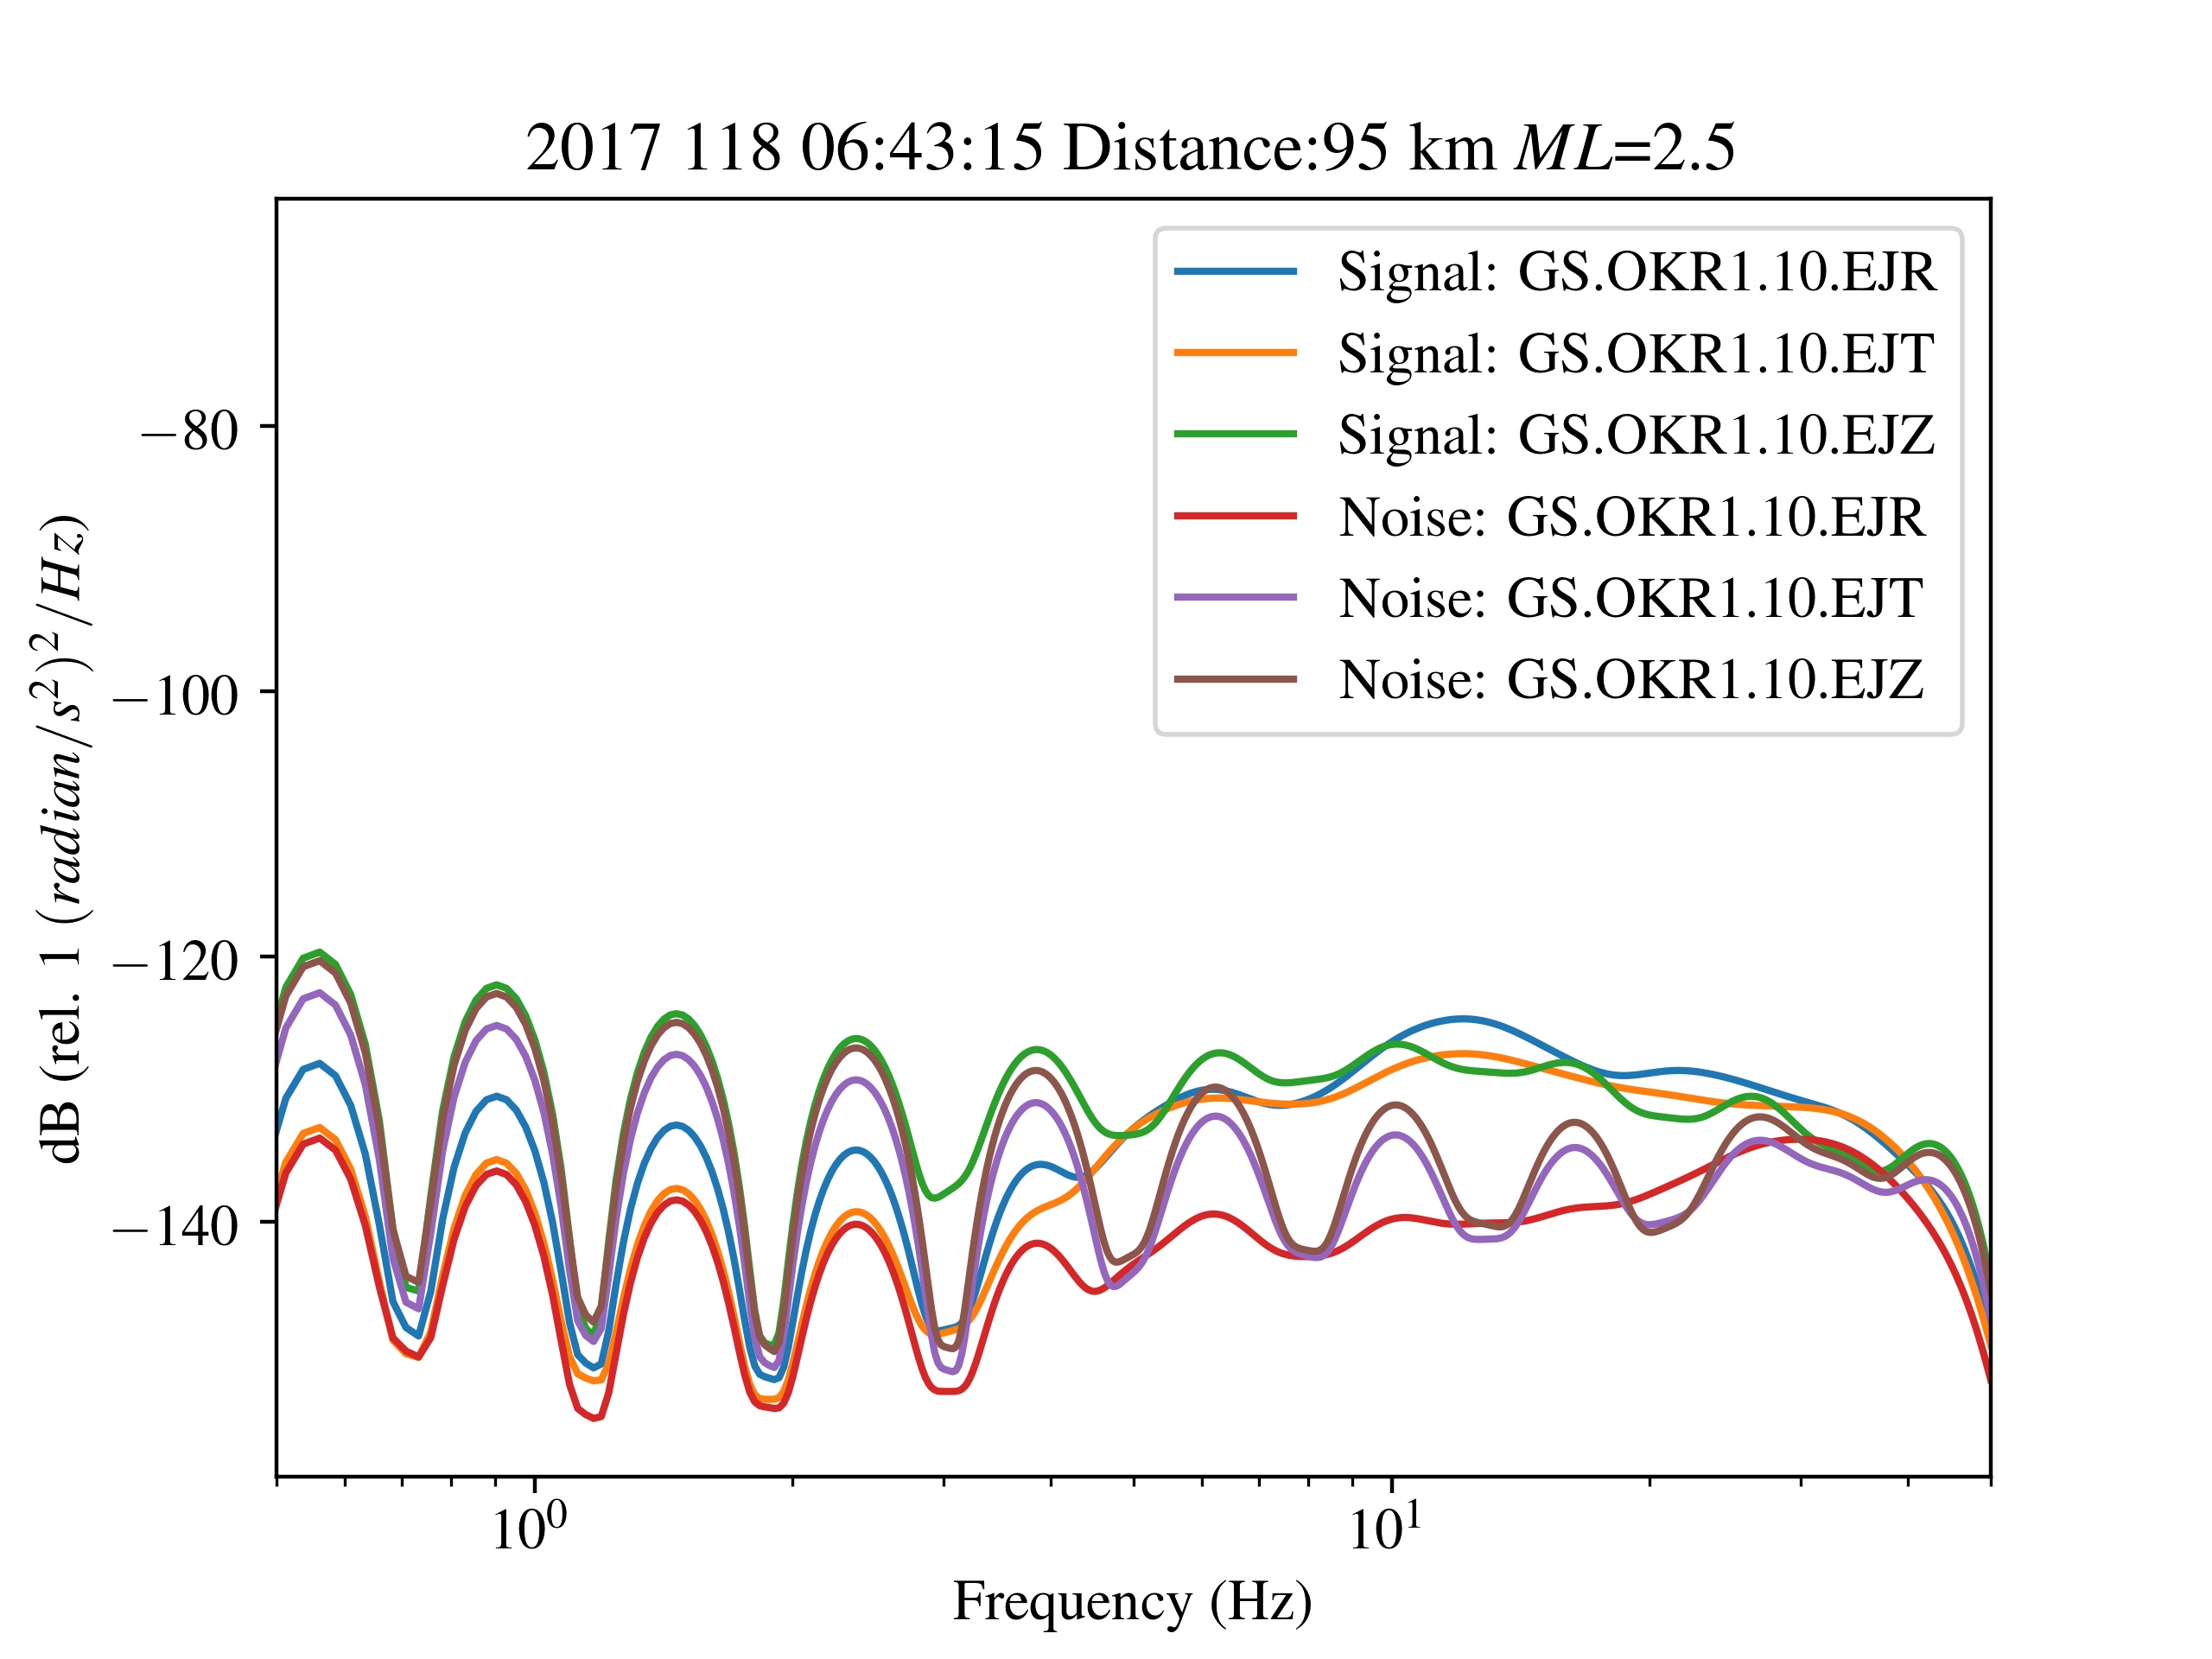 2017 118 06:43:15 Distance:95 km ML=2.5
Signal: GS.OKR1.10.EJR
Signal: GS.OKR1.10.EJT
Signal: GS.OKR1.10.EJZ
Noise: GS.OKR1.10.EJR
Noise: GS.OKR1.10.EJT
Noise: GS.OKR1.10.EJZ
dB (rel. 1 (radian/s²)²/Hz)
−80
−100
−120
−140
10⁰ 10¹
Frequency (Hz)